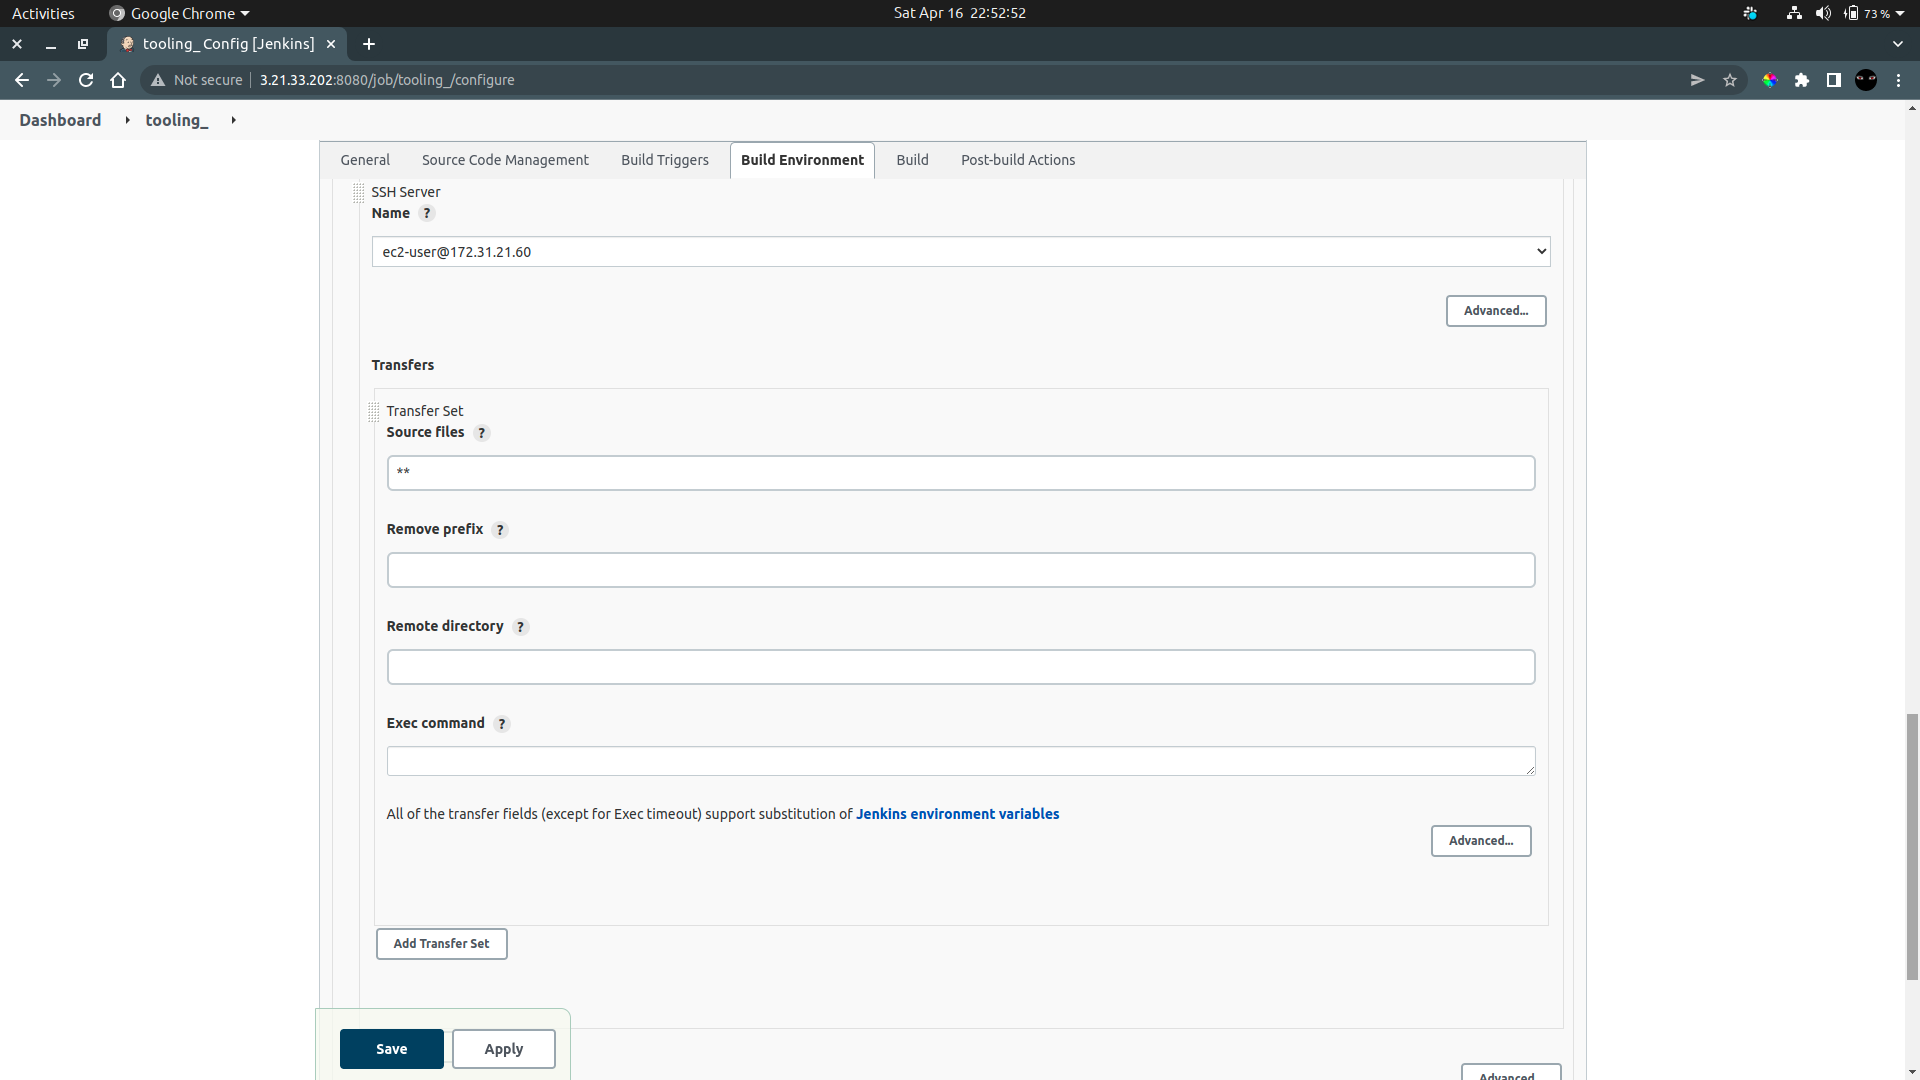 Activities Google Chrome Sat Apr 16 22:52:52 73 %
tooling_ Config [Jenkins]
Not secure 3.21.33.202:8080/job/tooling_/configure
Dashboard tooling_
General Source Code Management Build Triggers Build Environment Build Post-build Actions
SSH Server
Name ?
ec2-user@172.31.21.60
Advanced...
Transfers
Transfer Set
Source files ?
**
Remove prefix ?
Remote directory ?
Exec command ?
All of the transfer fields (except for Exec timeout) support substitution of Jenkins environment variables
Advanced...
Add Transfer Set
Save Apply
Advanced...